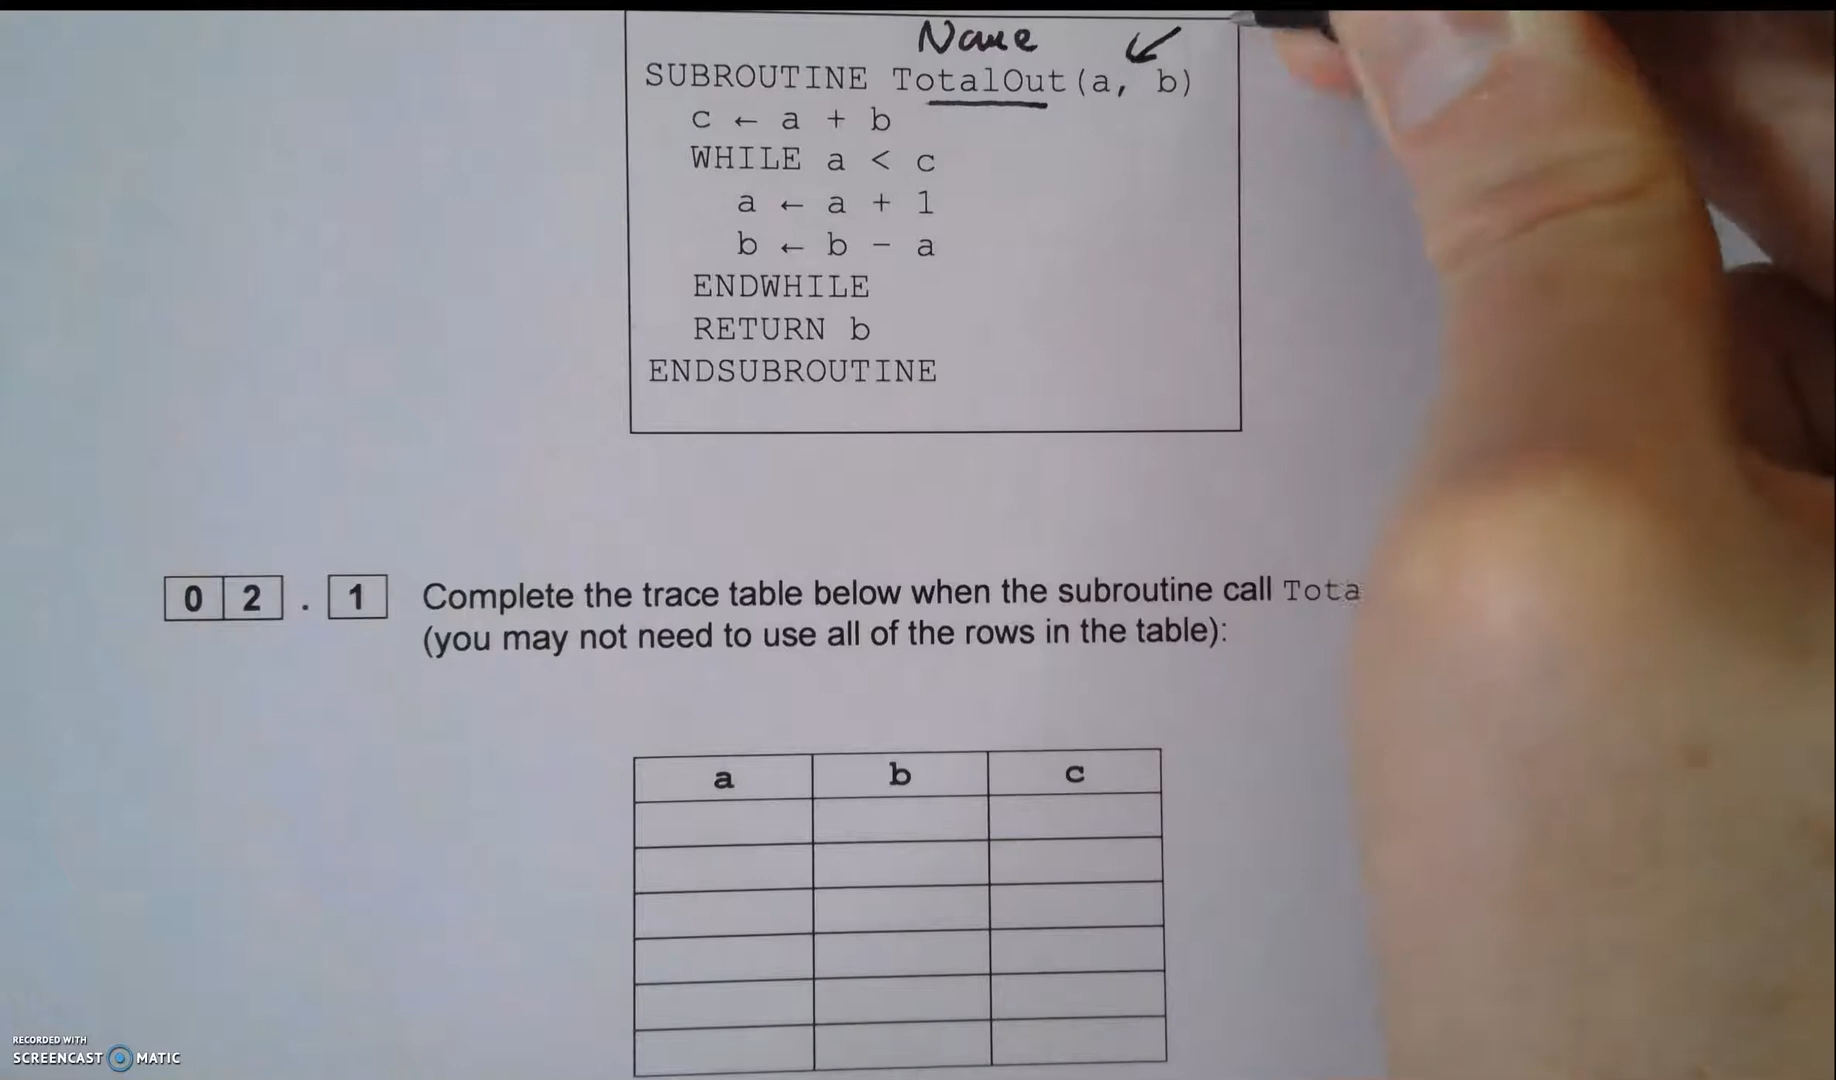 Name
SUBROUTINE TotalOut(a, b)
c ← a + b
WHILE a < c
a ← a + 1
b ← b - a
ENDWHILE
RETURN b
ENDSUBROUTINE
0 2 . 1 Complete the trace table below when the subroutine call Tota
(you may not need to use all of the rows in the table):
a b c
RECORDED WITH
SCREENCAST MATIC